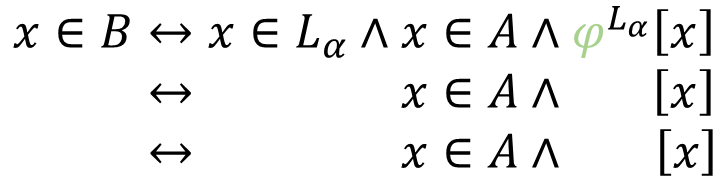 x ∈ B ↔ x ∈ L_α ∧ x ∈ A ∧ φ^{L_α}[x]
↔ x ∈ A ∧ [x]
↔ x ∈ A ∧ [x]